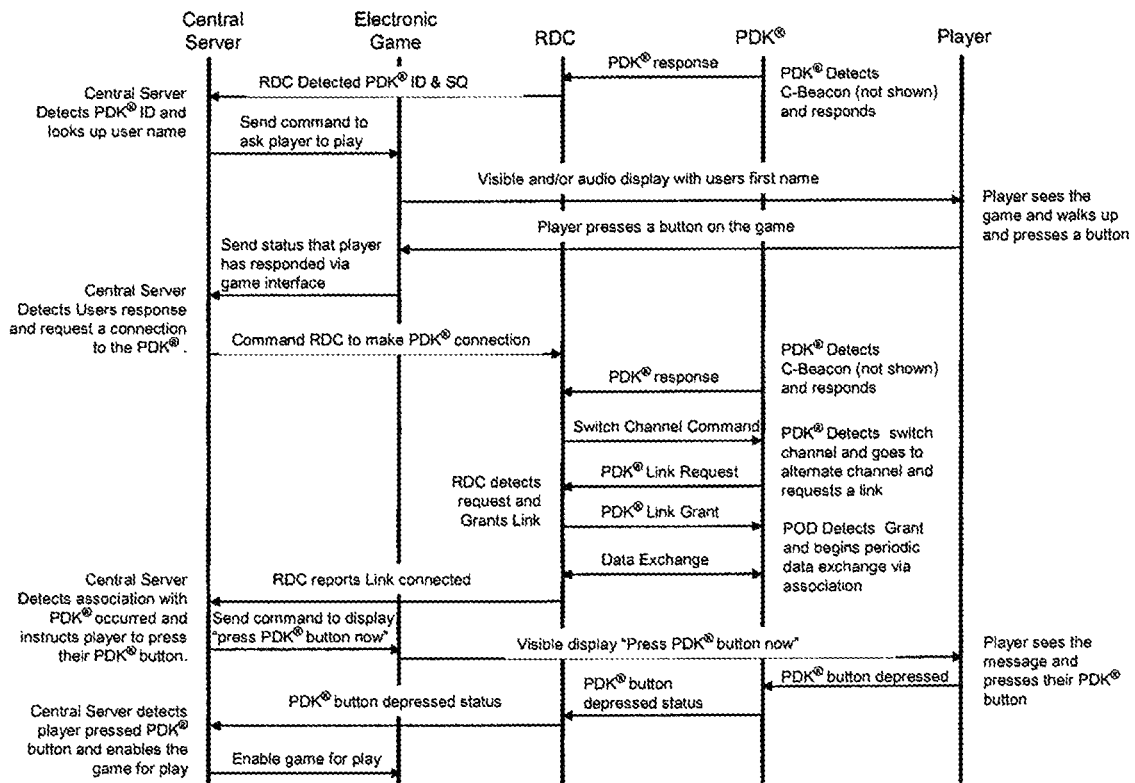 Central Server
Electronic Game
RDC
PDK®
Player
PDK® response
PDK® Detects
C-Beacon (not shown)
and responds
RDC Detected PDK® ID & SQ
Central Server
Detects PDK® ID and
looks up user name
Send command to
ask player to play
Visible and/or audio display with users first name
Player sees the
game and walks up
and presses a button
Player presses a button on the game
Send status that player
has responded via
game interface
Central Server
Detects Users response
and request a connection
to the PDK® .
Command RDC to make PDK® connection
PDK® Detects
C-Beacon (not shown)
and responds
PDK® response
Switch Channel Command
PDK® Detects switch
channel and goes to
alternate channel and
requests a link
PDK® Link Request
RDC detects
request and
Grants Link
PDK® Link Grant
POD Detects Grant
and begins periodic
data exchange via
association
Data Exchange
RDC reports Link connected
Central Server
Detects association with
PDK® occurred and
instructs player to press
their PDK® button.
Send command to display
"press PDK® button now"
Visible display "Press PDK® button now"
Player sees the
message and
presses their PDK®
button
PDK® button depressed
PDK® button
depressed status
PDK® button depressed status
Central Server detects
player pressed PDK®
button and enables the
game for play
Enable game for play